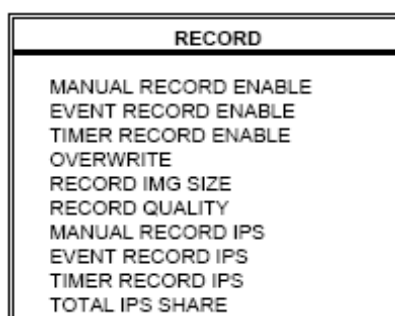 RECORD
MANUAL RECORD ENABLE
EVENT RECORD ENABLE
TIMER RECORD ENABLE
OVERWRITE
RECORD IMG SIZE
RECORD QUALITY
MANUAL RECORD IPS
EVENT RECORD IPS
TIMER RECORD IPS
TOTAL IPS SHARE